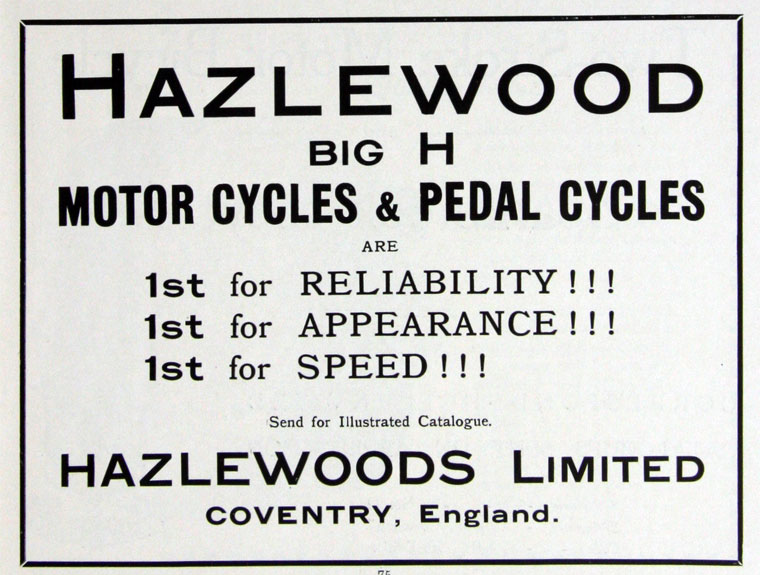 HAZLEWOOD
BIG H
MOTOR CYCLES & PEDAL CYCLES
ARE
1st for RELIABILITY!!!
1st for APPEARANCE!!!
1st for SPEED!!!
Send for Illustrated Catalogue.
HAZLEWOODS LIMITED
COVENTRY, England.
75